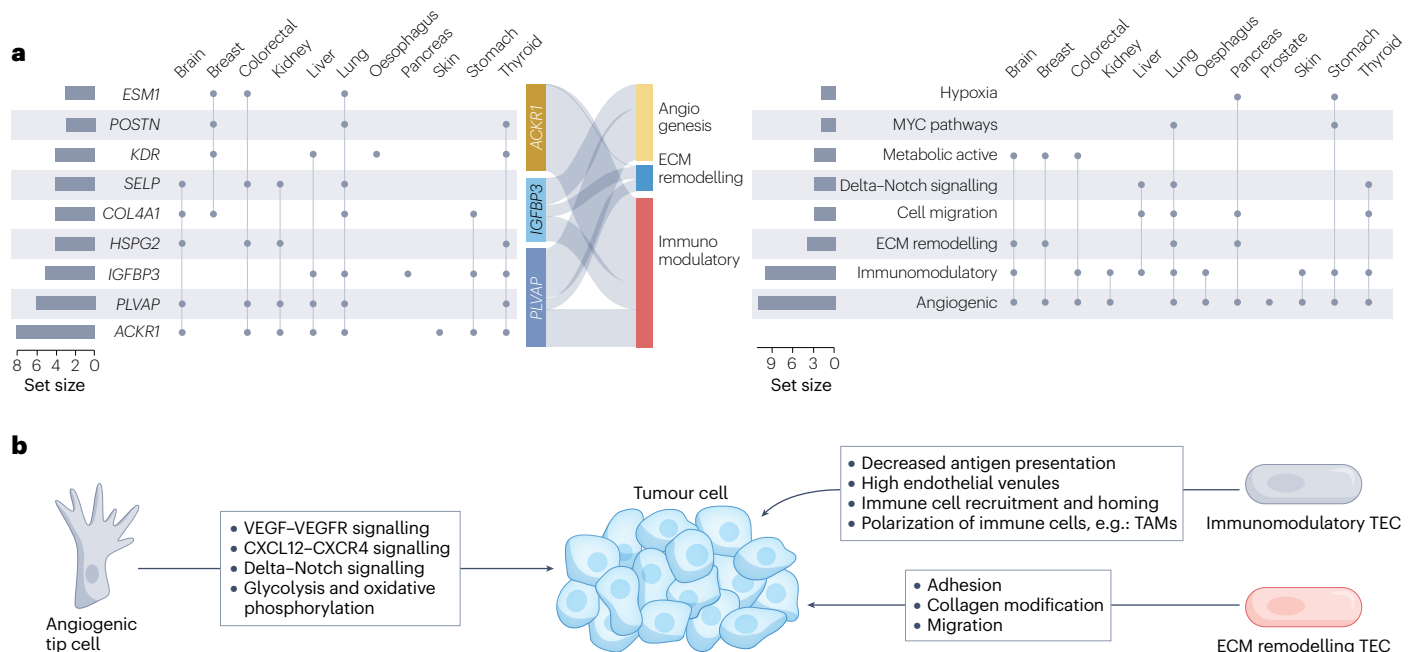 a
Brain
Breast
Colorectal
Kidney
Liver
Lung
Oesophagus
Pancreas
Skin
Stomach
Thyroid
ESM1
POSTN
KDR
SELP
COL4A1
HSPG2
IGFBP3
PLVAP
ACKR1
8 6 4 2 0
Set size
ACKR1
IGFBP3
PLVAP
Angio
genesis
ECM
remodelling
Immuno
modulatory
Brain
Breast
Colorectal
Kidney
Liver
Lung
Oesphagus
Pancreas
Prostate
Skin
Stomach
Thyroid
Hypoxia
MYC pathways
Metabolic active
Delta–Notch signalling
Cell migration
ECM remodelling
Immunomodulatory
Angiogenic
9 6 3 0
Set size
b
Angiogenic
tip cell
• VEGF–VEGFR signalling
• CXCL12–CXCR4 signalling
• Delta–Notch signalling
• Glycolysis and oxidative
phosphorylation
Tumour cell
• Decreased antigen presentation
• High endothelial venules
• Immune cell recruitment and homing
• Polarization of immune cells, e.g.: TAMs
Immunomodulatory TEC
• Adhesion
• Collagen modification
• Migration
ECM remodelling TEC